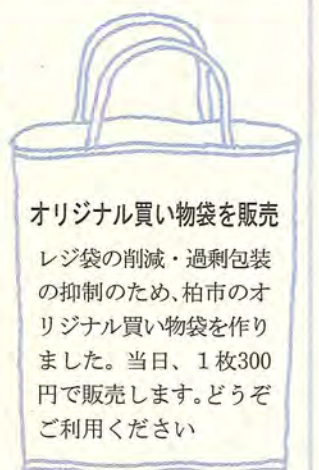 オリジナル買い物袋を販売
レジ袋の削減・過剰包装
の抑制のため、柏市のオ
リジナル買い物袋を作り
ました。当日、１枚300
円で販売します。どうぞ
ご利用ください